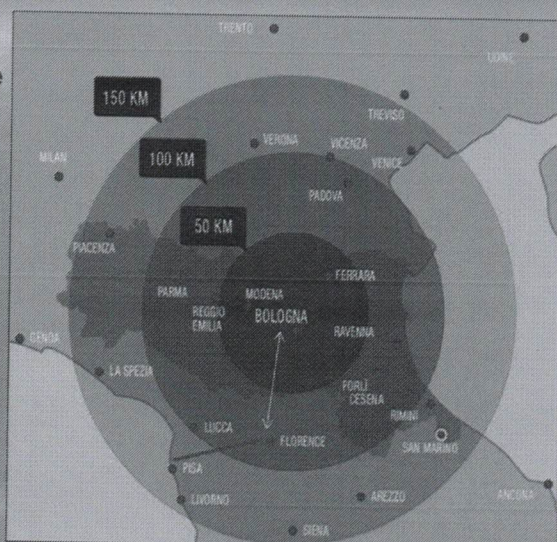 TRENTO
UDINE
150 KM
TREVISO
VERONA
VICENZA
100 KM
MILAN
VENICE
PADOVA
50 KM
PIACENZA
FERRARA
PARMA
MODENA
REGGIO
EMILIA
BOLOGNA
RAVENNA
GENOA
LA SPEZIA
FORLÌ
CESENA
RIMINI
LUCCA
FLORENCE
SAN MARINO
PISA
LIVORNO
AREZZO
ANCONA
SIENA